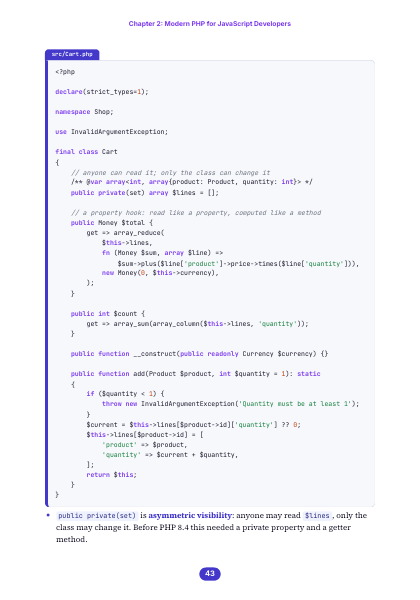 Chapter 2: Modern PHP for JavaScript Developers
src/Cart.php
<?php
declare(strict_types=1);
namespace Shop;
use InvalidArgumentException;
final class Cart
{
    // anyone can read it; only the class can change it
    /** @var array<int, array{product: Product, quantity: int}> */
    public private(set) array $lines = [];
    // a property hook: read like a property, computed like a method
    public Money $total {
        get => array_reduce(
            $this->lines,
            fn (Money $sum, array $line) =>
                $sum->plus($line['product']->price->times($line['quantity'])),
            new Money(0, $this->currency),
        );
    }
    public int $count {
        get => array_sum(array_column($this->lines, 'quantity'));
    }
    public function __construct(public readonly Currency $currency) {}
    public function add(Product $product, int $quantity = 1): static
    {
        if ($quantity < 1) {
            throw new InvalidArgumentException('Quantity must be at least 1');
        }
        $current = $this->lines[$product->id]['quantity'] ?? 0;
        $this->lines[$product->id] = [
            'product' => $product,
            'quantity' => $current + $quantity,
        ];
        return $this;
    }
}
• public private(set) is asymmetric visibility: anyone may read $lines, only the
class may change it. Before PHP 8.4 this needed a private property and a getter
method.
43